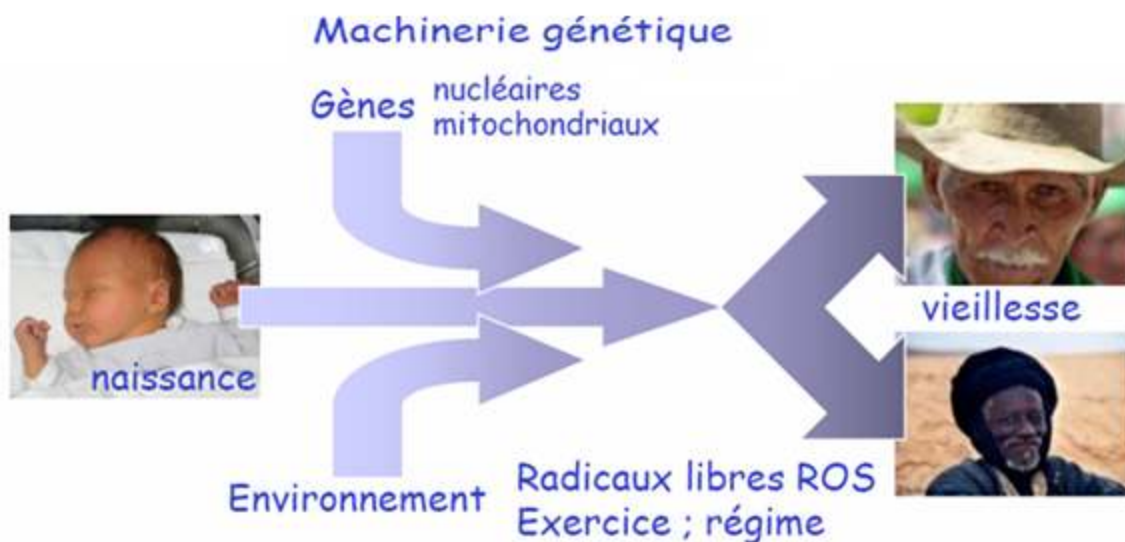 Machinerie génétique
Gènes
nucléaires
mitochondriaux
naissance
vieillesse
Environnement
Radicaux libres ROS
Exercice ; régime